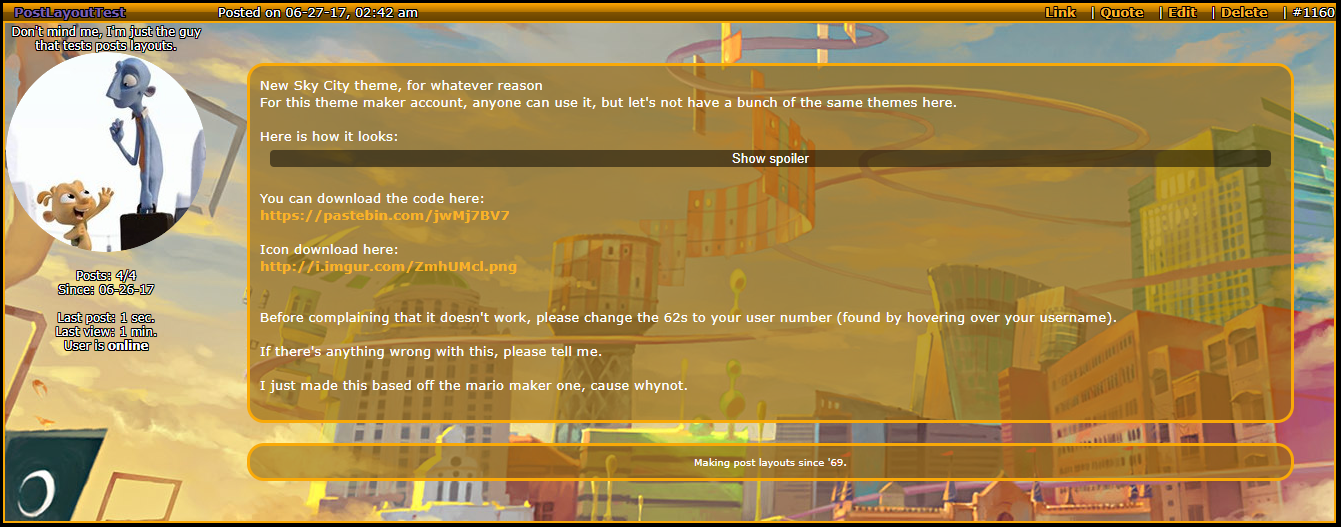 PostLayoutTest
Posted on 06-27-17, 02:42 am
Link | Quote | Edit | Delete | #1160
Don't mind me, I'm just the guy
that tests posts layouts.
Posts: 4/4
Since: 06-26-17
Last post: 1 sec.
Last view: 1 min.
User is online
New Sky City theme, for whatever reason
For this theme maker account, anyone can use it, but let's not have a bunch of the same themes here.
Here is how it looks:
Show spoiler
You can download the code here:
https://pastebin.com/jwMj7BV7
Icon download here:
http://i.imgur.com/ZmhUMcl.png
Before complaining that it doesn't work, please change the 62s to your user number (found by hovering over your username).
If there's anything wrong with this, please tell me.
I just made this based off the mario maker one, cause whynot.
Making post layouts since '69.